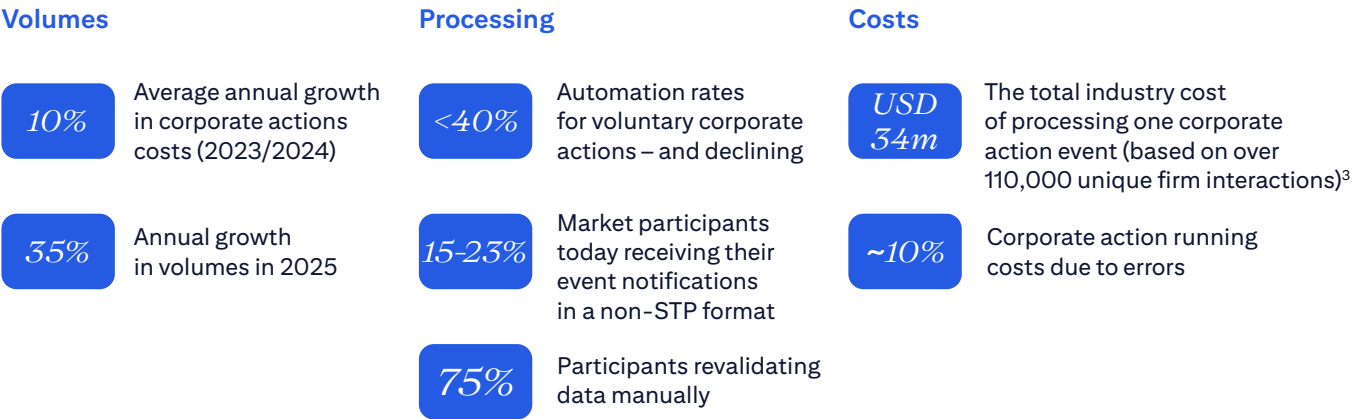 Volumes
10%
Average annual growth
in corporate actions
costs (2023/2024)
35%
Annual growth
in volumes in 2025
Processing
<40%
Automation rates
for voluntary corporate
actions – and declining
15-23%
Market participants
today receiving their
event notifications
in a non-STP format
75%
Participants revalidating
data manually
Costs
USD
34m
The total industry cost
of processing one corporate
action event (based on over
110,000 unique firm interactions)³
~10%
Corporate action running
costs due to errors